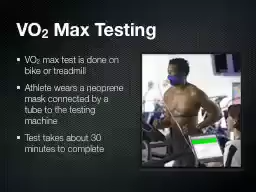 VO₂ Max Testing
VO₂ max test is done on
bike or treadmill
Athlete wears a neoprene
mask connected by a
tube to the testing
machine
Test takes about 30
minutes to complete